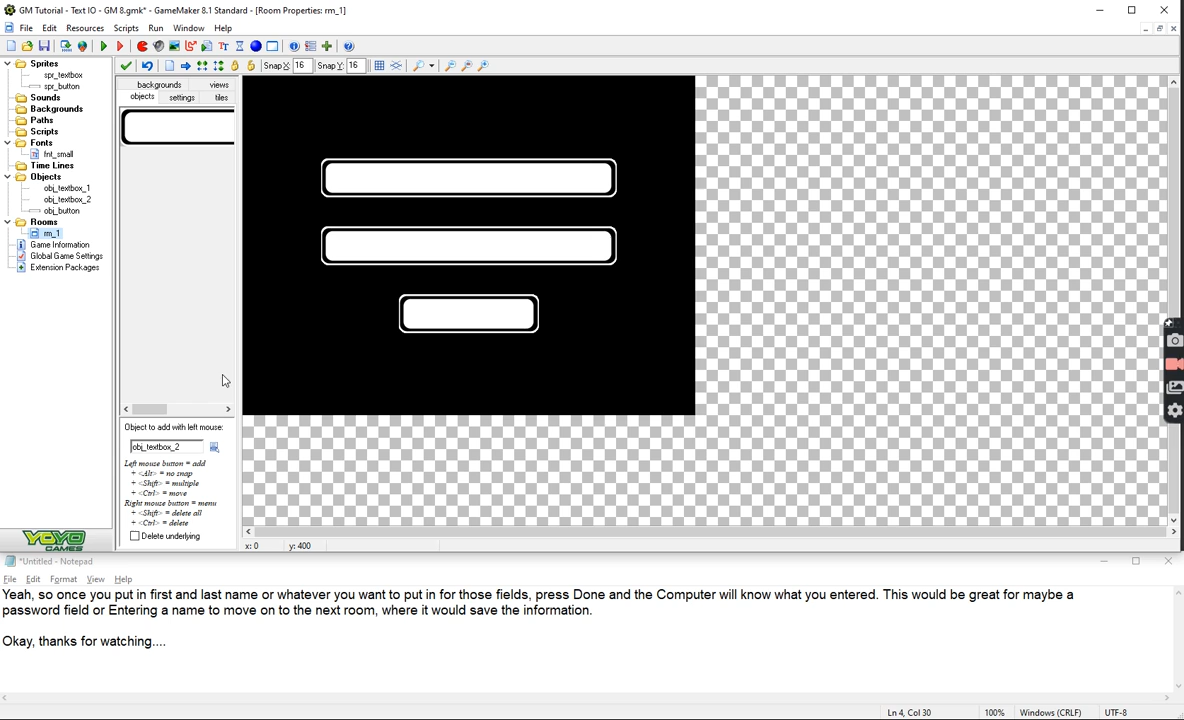 GM Tutorial - Text IO - GM 8.gmk* - GameMaker 8.1 Standard - [Room Properties: rm_1]
File Edit Resources Scripts Run Window Help
Snap X: 16 Snap Y: 16
Sprites
spr_textbox
spr_button
Sounds
Backgrounds
Paths
Scripts
Fonts
fnt_small
Time Lines
Objects
obj_textbox_1
obj_textbox_2
obj_button
Rooms
rm_1
Game Information
Global Game Settings
Extension Packages
YOYO
GAMES
backgrounds views
objects settings tiles
Object to add with left mouse:
obj_textbox_2
Left mouse button = add
+ <Alt> = no snap
+ <Shift> = multiple
+ <Ctrl> = move
Right mouse button = menu
+ <Shift> = delete all
+ <Ctrl> = delete
Delete underlying
x: 0 y: 400
*Untitled - Notepad
File Edit Format View Help
Yeah, so once you put in first and last name or whatever you want to put in for those fields, press Done and the Computer will know what you entered. This would be great for maybe a
password field or Entering a name to move on to the next room, where it would save the information.
Okay, thanks for watching....
Ln 4, Col 30 100% Windows (CRLF) UTF-8